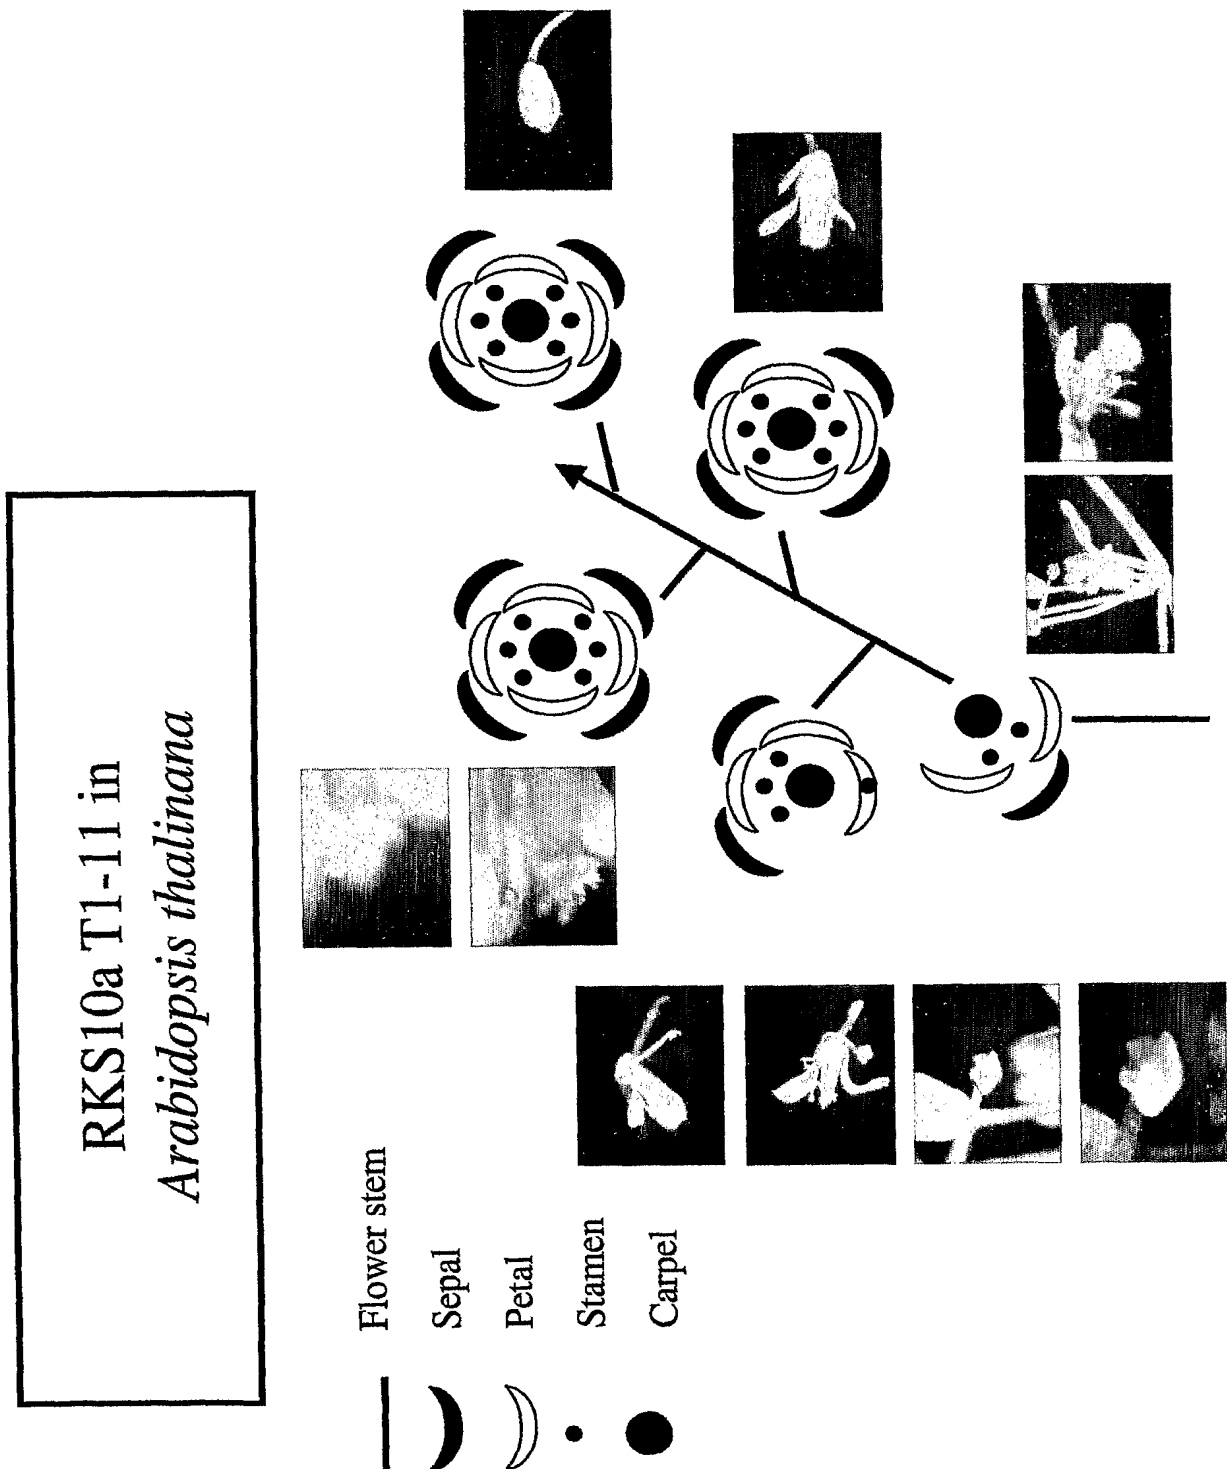 RKS10a T1-11 in
Arabidopsis thalinana
Flower stem
Sepal
Petal
Stamen
Carpel